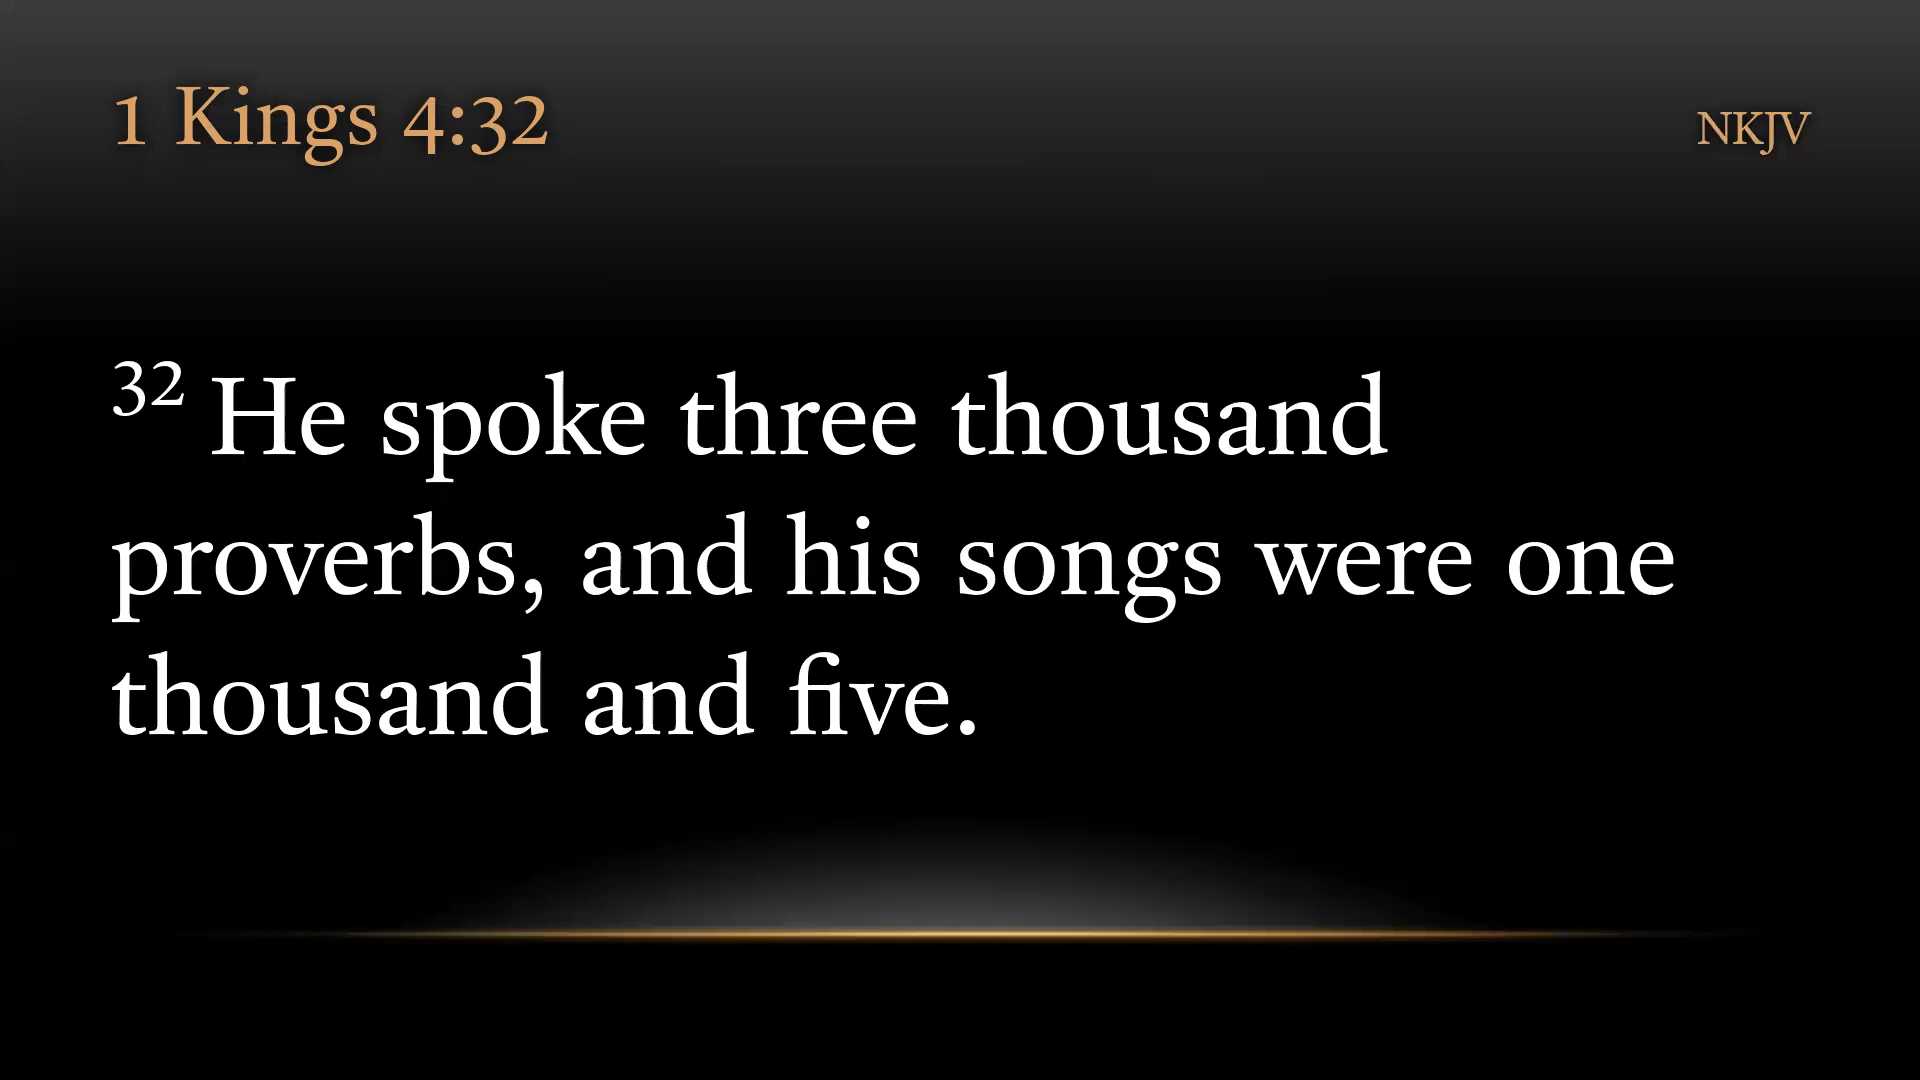 1 Kings 4:32
NKJV
32 He spoke three thousand
proverbs, and his songs were one
thousand and five.